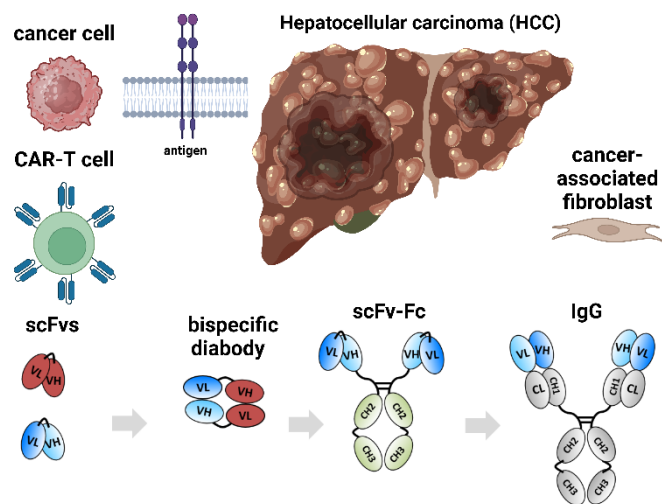 cancer cell
Hepatocellular carcinoma (HCC)
antigen
CAR-T cell
cancer-
associated
fibroblast
scFvs
bispecific
diabody
scFv-Fc
IgG
VL
VH
VL
VH
VL
VH
VH
VL
VL
VH
VH
VL
CH2
CH2
CH3
CH3
VL
VH
VH
VL
CL
CH1
CH1
CL
CH2
CH2
CH3
CH3